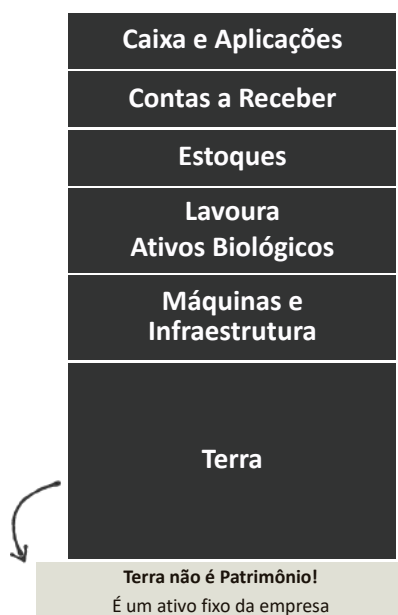 Caixa e Aplicações
Contas a Receber
Estoques
Lavoura
Ativos Biológicos
Máquinas e
Infraestrutura
Terra
Terra não é Patrimônio!
É um ativo fixo da empresa